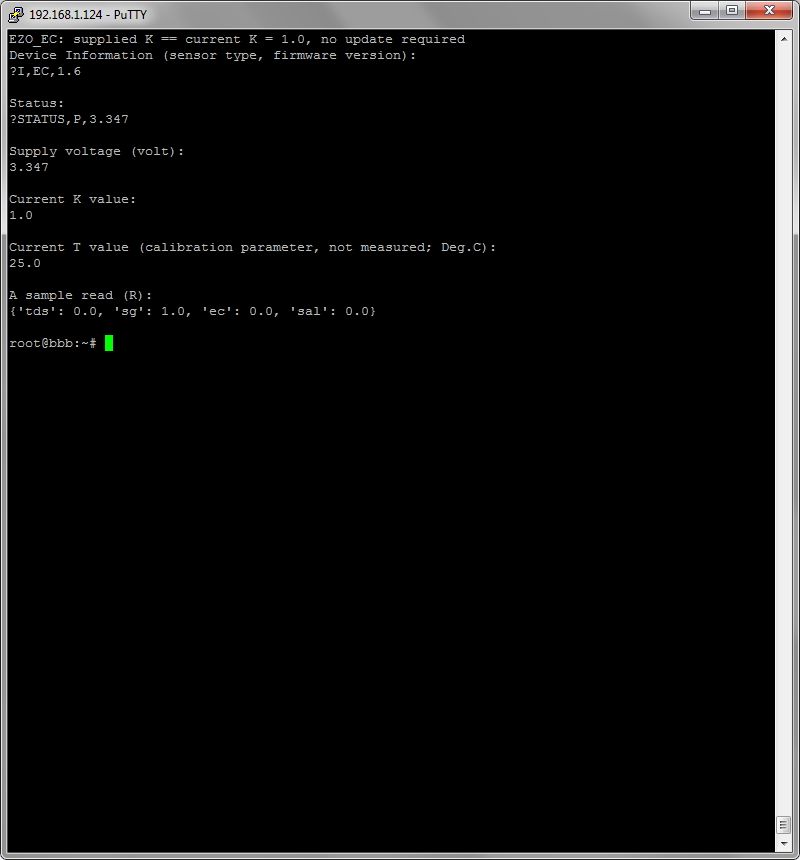 192.168.1.124 - PuTTY
EZO_EC: supplied K == current K = 1.0, no update required
Device Information (sensor type, firmware version):
?I,EC,1.6
Status:
?STATUS,P,3.347
Supply voltage (volt):
3.347
Current K value:
1.0
Current T value (calibration parameter, not measured; Deg.C):
25.0
A sample read (R):
{'tds': 0.0, 'sg': 1.0, 'ec': 0.0, 'sal': 0.0}
root@bbb:~#